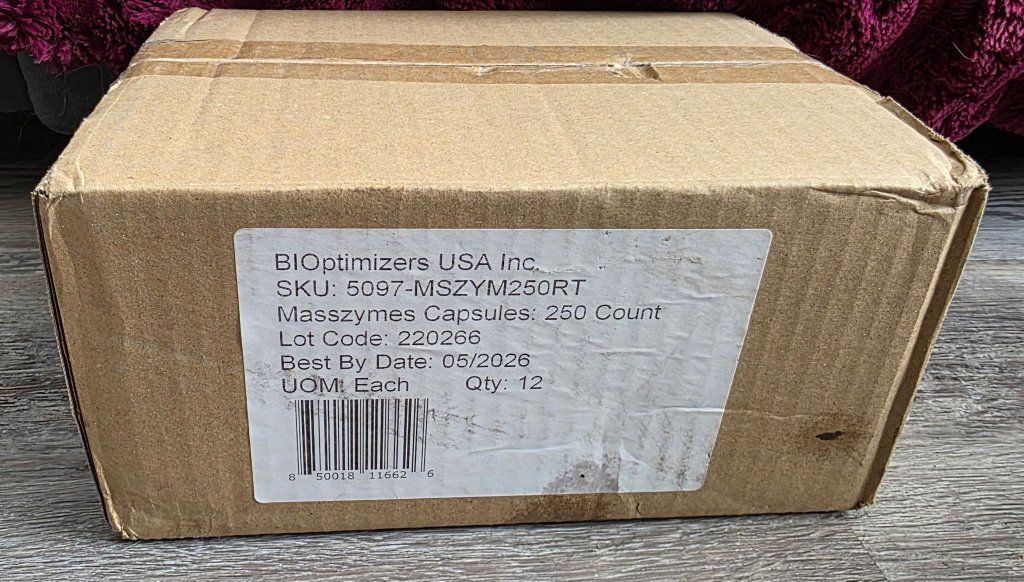 BIOptimizers USA Inc.
SKU: 5097-MSZYM250RT
Masszymes Capsules: 250 Count
Lot Code: 220266
Best By Date: 05/2026
UOM: Each Qty: 12
8 50018 11662 6